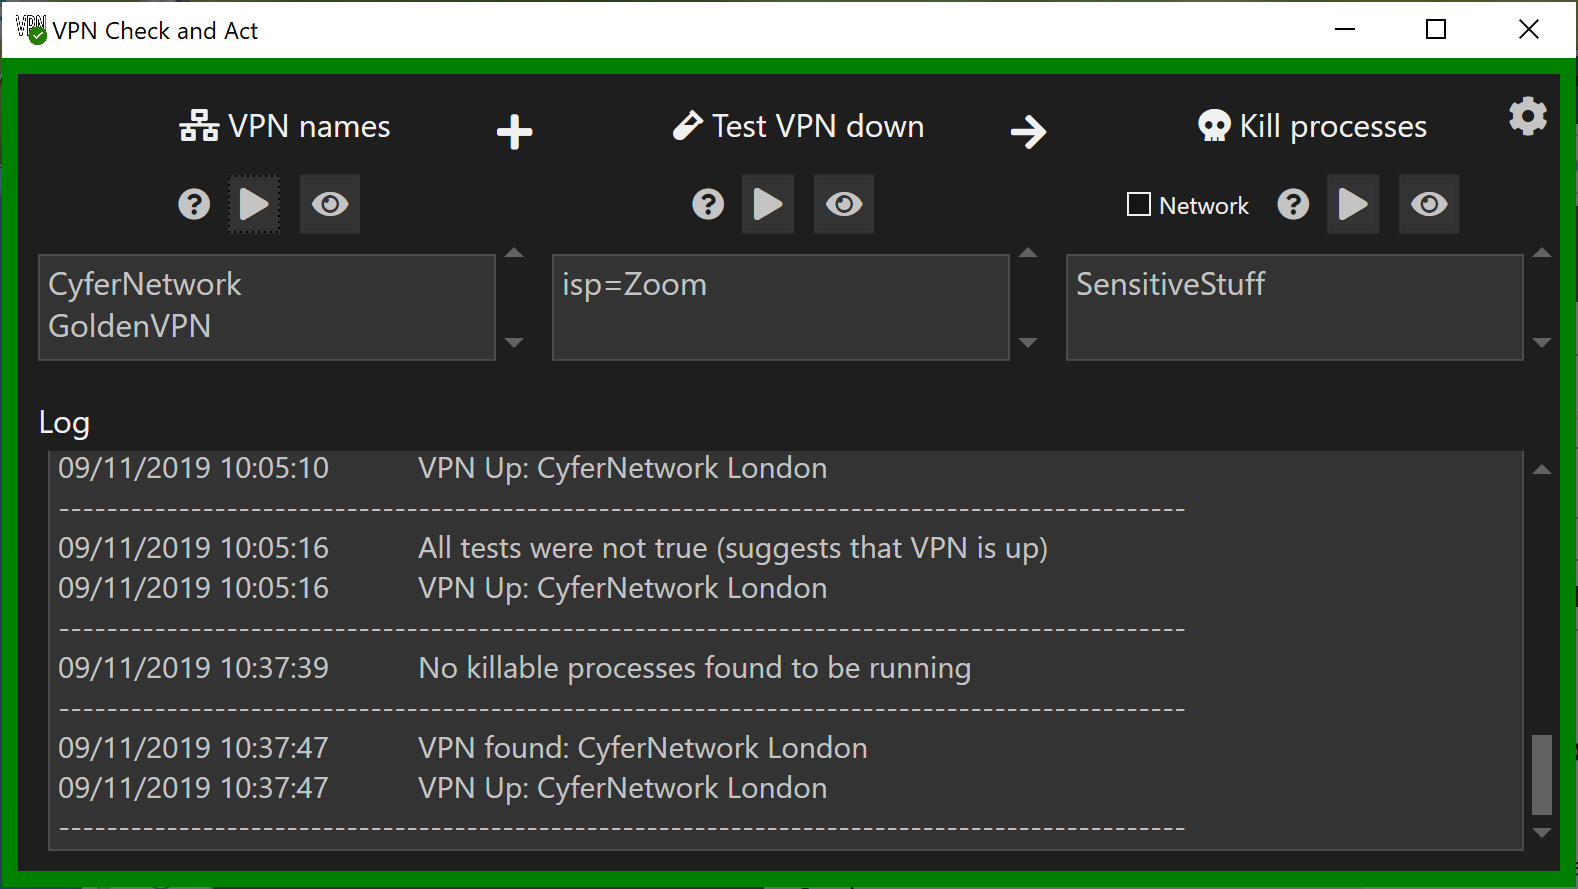 VPN Check and Act
VPN names
Test VPN down
Kill processes
Network
CyferNetwork
GoldenVPN
isp=Zoom
SensitiveStuff
Log
09/11/2019 10:05:10 VPN Up: CyferNetwork London
----------------------------------------------------------------------------------------------
09/11/2019 10:05:16 All tests were not true (suggests that VPN is up)
09/11/2019 10:05:16 VPN Up: CyferNetwork London
----------------------------------------------------------------------------------------------
09/11/2019 10:37:39 No killable processes found to be running
----------------------------------------------------------------------------------------------
09/11/2019 10:37:47 VPN found: CyferNetwork London
09/11/2019 10:37:47 VPN Up: CyferNetwork London
----------------------------------------------------------------------------------------------